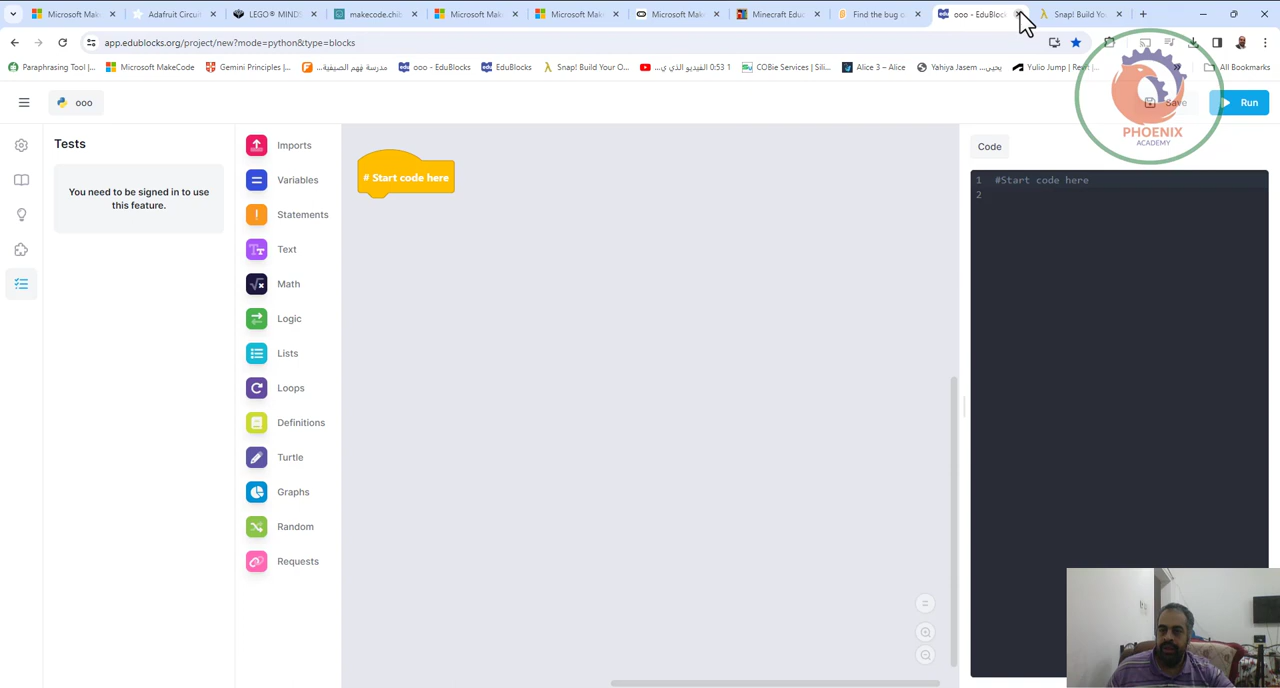 Microsoft Mak
Adafruit Circuit
LEGO® MIND
makecode.chib
Microsoft Mak
Microsoft Mak
Microsoft Mak
Minecraft Educ
Find the bug o
ooo - EduBlock
Snap! Build Yo
app.edublocks.org/project/new?mode=python&type=blocks
Paraphrasing Tool |...
Microsoft MakeCode
Gemini Principles |...
مدرسة فهم الصيفية...
ooo -
EduBlocks
Snap! Build Your O...
0:53:1 الفيديو الذي ي...
COBie Services | Sili...
Alice 3 – Alice
Yahiya Jasem يحيى...
Yulio Jump | Revit |...
»
All Bookmarks
ooo
Save
Run
PHOENIX
ACADEMY
Tests
You need to be signed in to use
this feature.
Imports
Variables
Statements
Text
Math
Logic
Lists
Loops
Definitions
Turtle
Graphs
Random
Requests
# Start code here
Code
1 #Start code here
2